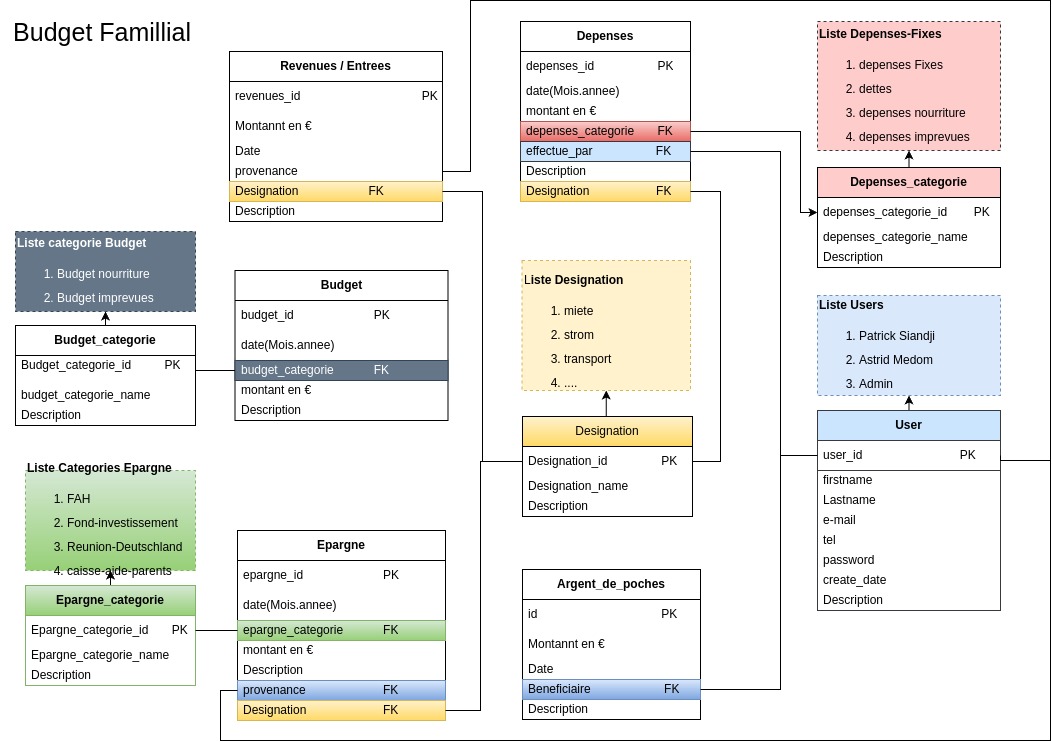 Budget Famillial
Revenues / Entrees
revenues_id PK
Montannt en €
Date
provenance
Designation FK
Description
Depenses
depenses_id PK
date(Mois.annee)
montant en €
depenses_categorie FK
effectue_par FK
Description
Designation FK
Liste Depenses-Fixes
1. depenses Fixes
2. dettes
3. depenses nourriture
4. depenses imprevues
Depenses_categorie
depenses_categorie_id PK
depenses_categorie_name
Description
Liste categorie Budget
1. Budget nourriture
2. Budget imprevues
Budget_categorie
Budget_categorie_id PK
budget_categorie_name
Description
Budget
budget_id PK
date(Mois.annee)
budget_categorie FK
montant en €
Description
Liste Designation
1. miete
2. strom
3. transport
4. ....
Designation
Designation_id PK
Designation_name
Description
Liste Users
1. Patrick Siandji
2. Astrid Medom
3. Admin
User
user_id PK
firstname
Lastname
e-mail
tel
password
create_date
Description
Liste Categories Epargne
1. FAH
2. Fond-investissement
3. Reunion-Deutschland
4. caisse-aide-parents
Epargne_categorie
Epargne_categorie_id PK
Epargne_categorie_name
Description
Epargne
epargne_id PK
date(Mois.annee)
epargne_categorie FK
montant en €
Description
provenance FK
Designation FK
Argent_de_poches
id PK
Montannt en €
Date
Beneficiaire FK
Description